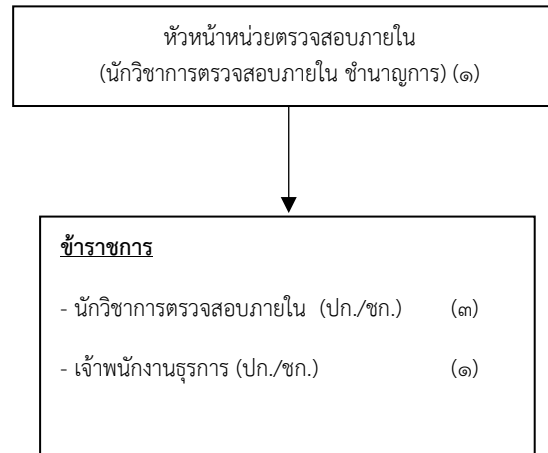 หัวหน้าหน่วยตรวจสอบภายใน
(นักวิชาการตรวจสอบภายใน ชำนาญการ) (๑)
ข้าราชการ
- นักวิชาการตรวจสอบภายใน (ปก./ชก.) (๓)
- เจ้าพนักงานธุรการ (ปก./ชก.) (๑)